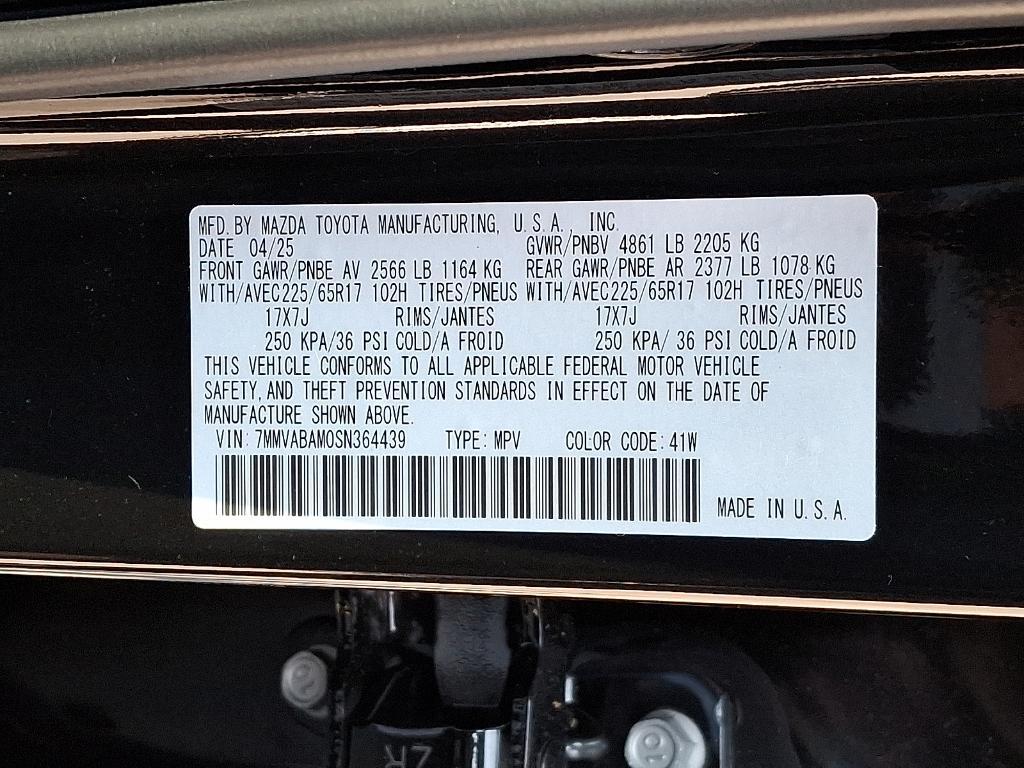 MFD. BY MAZDA TOYOTA MANUFACTURING, U.S.A., INC.
DATE 04/25 GVWR/PNBV 4861 LB 2205 KG
FRONT GAWR/PNBE AV 2566 LB 1164 KG REAR GAWR/PNBE AR 2377 LB 1078 KG
WITH/AVEC225/65R17 102H TIRES/PNEUS WITH/AVEC225/65R17 102H TIRES/PNEUS
17X7J RIMS/JANTES 17X7J RIMS/JANTES
250 KPA/36 PSI COLD/A FROID 250 KPA/ 36 PSI COLD/A FROID
THIS VEHICLE CONFORMS TO ALL APPLICABLE FEDERAL MOTOR VEHICLE
SAFETY, AND THEFT PREVENTION STANDARDS IN EFFECT ON THE DATE OF
MANUFACTURE SHOWN ABOVE.
VIN: 7MMVABAM0SN364439 TYPE: MPV COLOR CODE: 41W
MADE IN U.S.A.
10